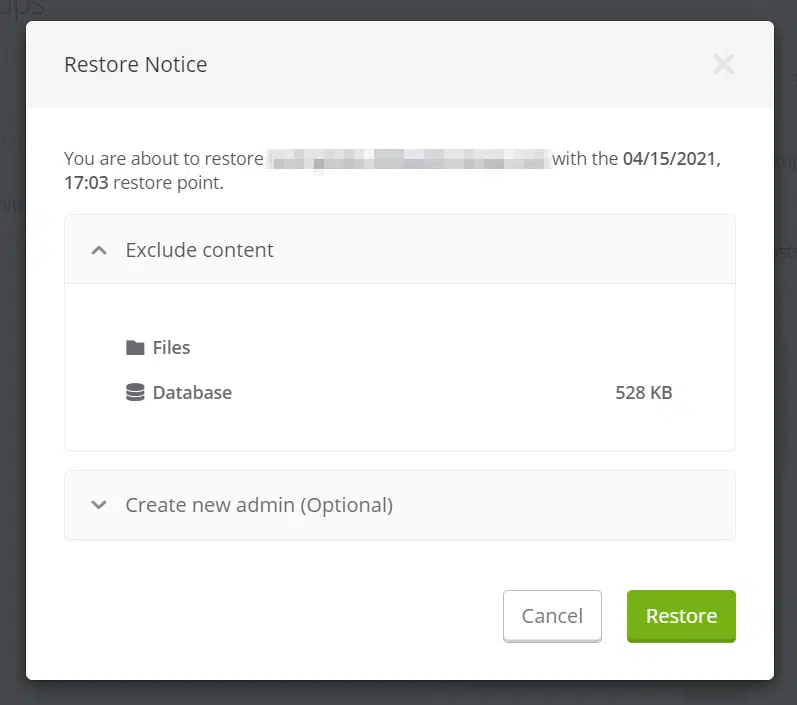 Restore Notice
You are about to restore with the 04/15/2021,
17:03 restore point.
Exclude content
Files
Database 528 KB
Create new admin (Optional)
Cancel Restore